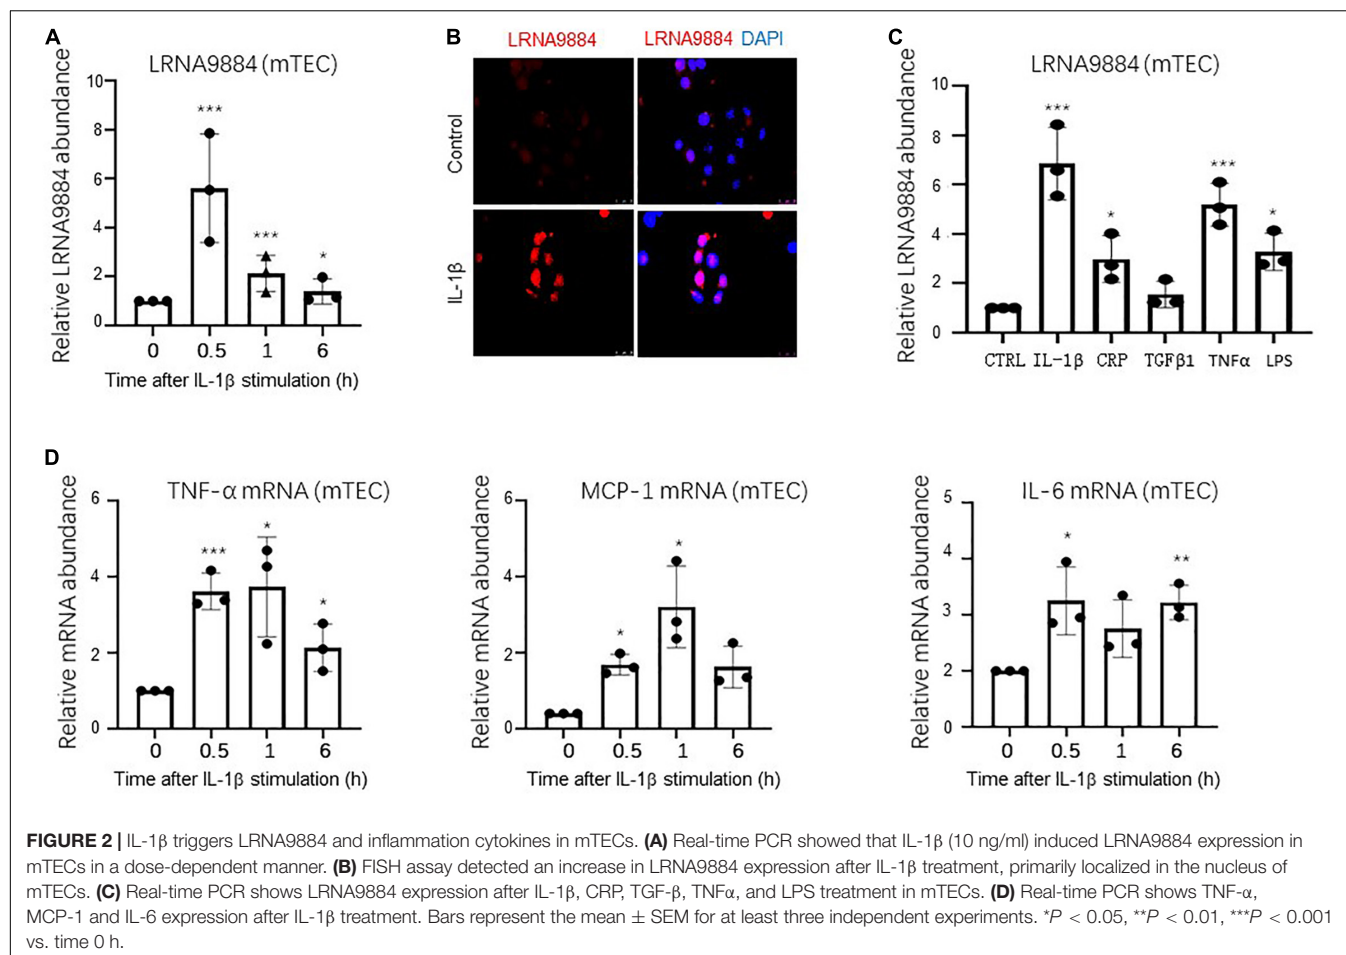 A
LRNA9884 (mTEC)
Relative LRNA9884 abundance
10
8
6
4
2
0
***
***
*
0 0.5 1 6
Time after IL-1β stimulation (h)
B
LRNA9884 LRNA9884 DAPI
Control
IL-1β
C
LRNA9884 (mTEC)
Relative LRNA9884 abundance
10
8
6
4
2
0
***
*
***
*
CTRL IL-1β CRP TGFβ1 TNFα LPS
D
TNF-α mRNA (mTEC)
Relative mRNA abundance
6
4
2
0
***
*
*
0 0.5 1 6
Time after IL-1β stimulation (h)
MCP-1 mRNA (mTEC)
Relative mRNA abundance
6
4
2
0
*
*
0 0.5 1 6
Time after IL-1β stimulation (h)
IL-6 mRNA (mTEC)
Relative mRNA abundance
5
4
3
2
0
*
**
0 0.5 1 6
Time after IL-1β stimulation (h)
FIGURE 2 | IL-1β triggers LRNA9884 and inflammation cytokines in mTECs. (A) Real-time PCR showed that IL-1β (10 ng/ml) induced LRNA9884 expression in
mTECs in a dose-dependent manner. (B) FISH assay detected an increase in LRNA9884 expression after IL-1β treatment, primarily localized in the nucleus of
mTECs. (C) Real-time PCR shows LRNA9884 expression after IL-1β, CRP, TGF-β, TNFα, and LPS treatment in mTECs. (D) Real-time PCR shows TNF-α,
MCP-1 and IL-6 expression after IL-1β treatment. Bars represent the mean ± SEM for at least three independent experiments. *P < 0.05, **P < 0.01, ***P < 0.001
vs. time 0 h.